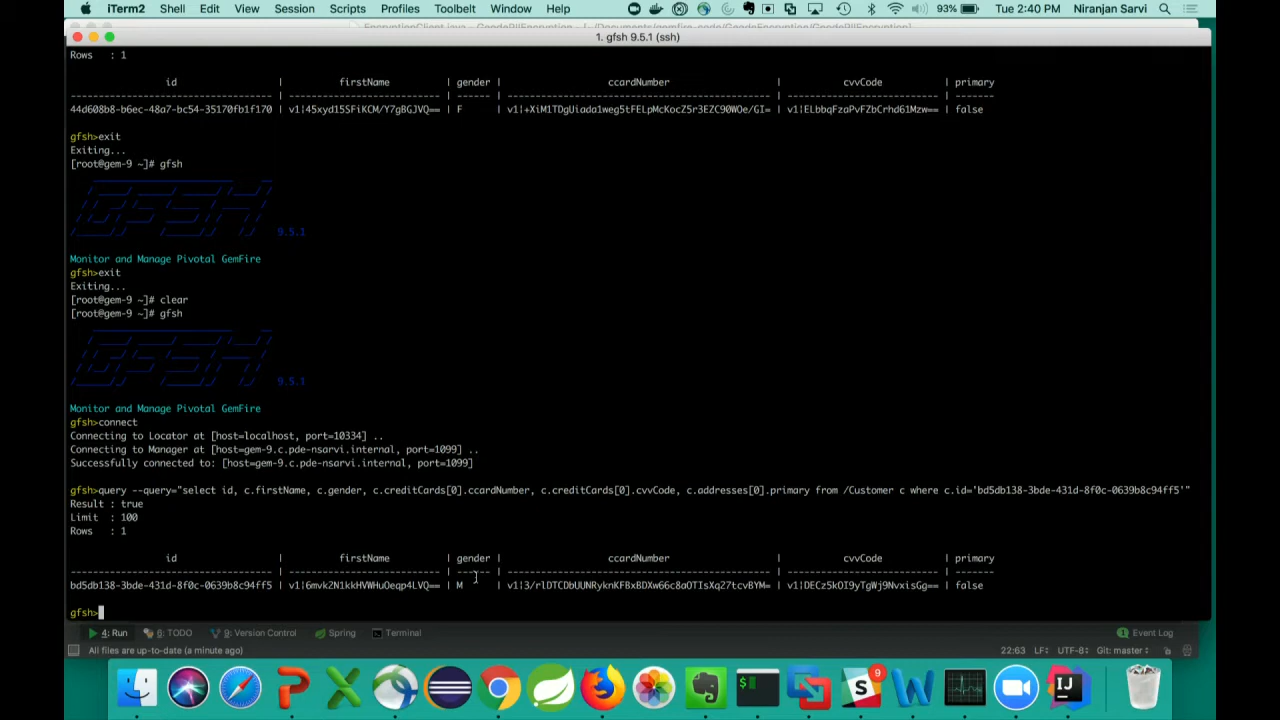 iTerm2 Shell Edit View Session Scripts Profiles Toolbelt Window Help 93% Tue 2:40 PM Niranjan Sarvi
1. gfsh 9.5.1 (ssh)
Rows : 1
id | firstName | gender | ccardNumber | cvvCode | primary
44d608b8-b6ec-48a7-bc54-35170fb1f170 | v1|45xyd15SFiKCM/Y7gBGJVQ== | F | v1|+XiM1TDgUiada1weg5tFELpMcKocZ5r3EZC90WOe/GI= | v1|ELbbqFzaPvFZbCrhd61Mzw== | false
gfsh>exit
Exiting...
[root@gem-9 ~]# gfsh
GFSH 9.5.1
Monitor and Manage Pivotal GemFire
gfsh>exit
Exiting...
[root@gem-9 ~]# clear
[root@gem-9 ~]# gfsh
GFSH 9.5.1
Monitor and Manage Pivotal GemFire
gfsh>connect
Connecting to Locator at [host=localhost, port=10334] ..
Connecting to Manager at [host=gem-9.c.pde-nsarvi.internal, port=1099] ..
Successfully connected to: [host=gem-9.c.pde-nsarvi.internal, port=1099]
gfsh>query --query="select id, c.firstName, c.gender, c.creditCards[0].ccardNumber, c.creditCards[0].cvvCode, c.addresses[0].primary from /Customer c where c.id='bd5db138-3bde-431d-8f0c-0639b8c94ff5'"
Result : true
Limit : 100
Rows : 1
id | firstName | gender | ccardNumber | cvvCode | primary
bd5db138-3bde-431d-8f0c-0639b8c94ff5 | v1|6mvkZN1kkHVWHuOeqp4LVQ== | M | v1|3/rlDTCDbUUNRyknKFBxBDXw66c8aOTIsXqZ7tcvBYM= | v1|DECz5kOI9yTgWj9NvxisGg== | false
gfsh>
4: Run 6: TODO 9: Version Control Spring Terminal Event Log
All files are up-to-date (a minute ago) 22:63 LF: UTF-8: Git: master:
9